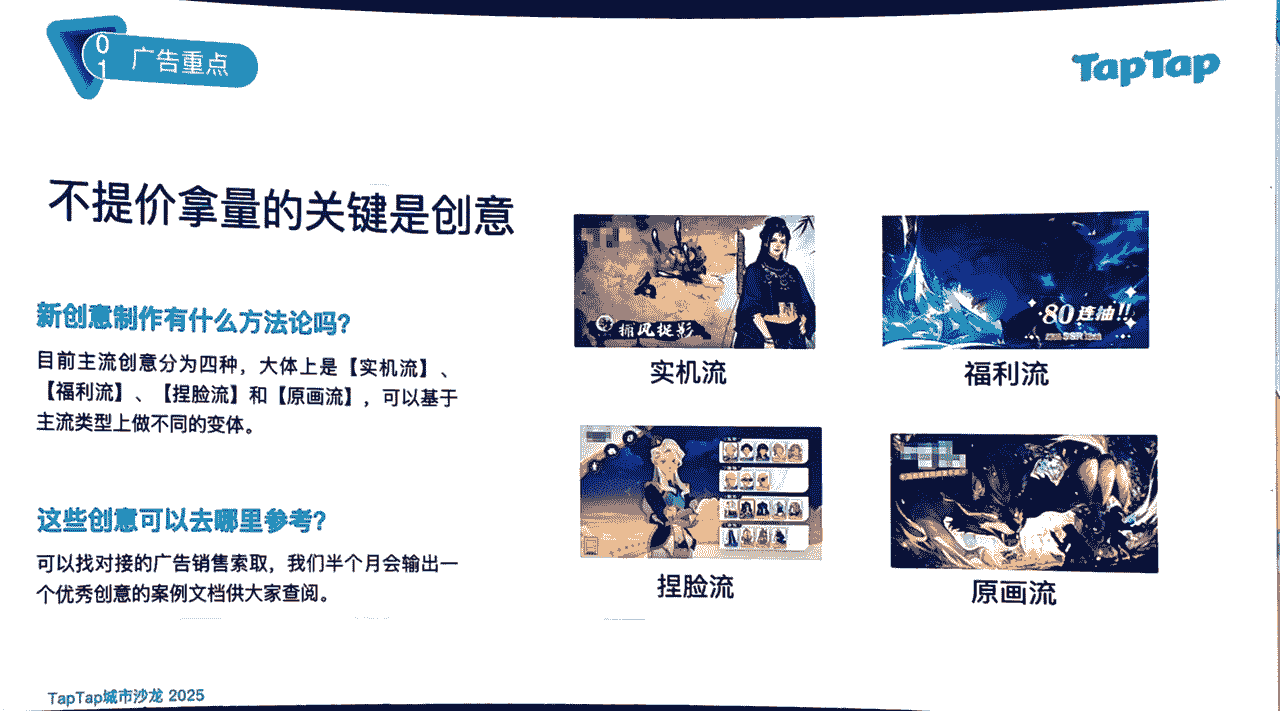 01
广告重点
TapTap
不提价拿量的关键是创意
新创意制作有什么方法论吗?
目前主流创意分为四种，大体上是【实机流】、
【福利流】、【捏脸流】和【原画流】，可以基于
主流类型上做不同的变体。
这些创意可以去哪里参考?
可以找对接的广告销售索取，我们半个月会输出一
个优秀创意的案例文档供大家查阅。
捕风捉影
实机流
80连抽!!
福利流
捏脸流
原画流
TapTap城市沙龙 2025